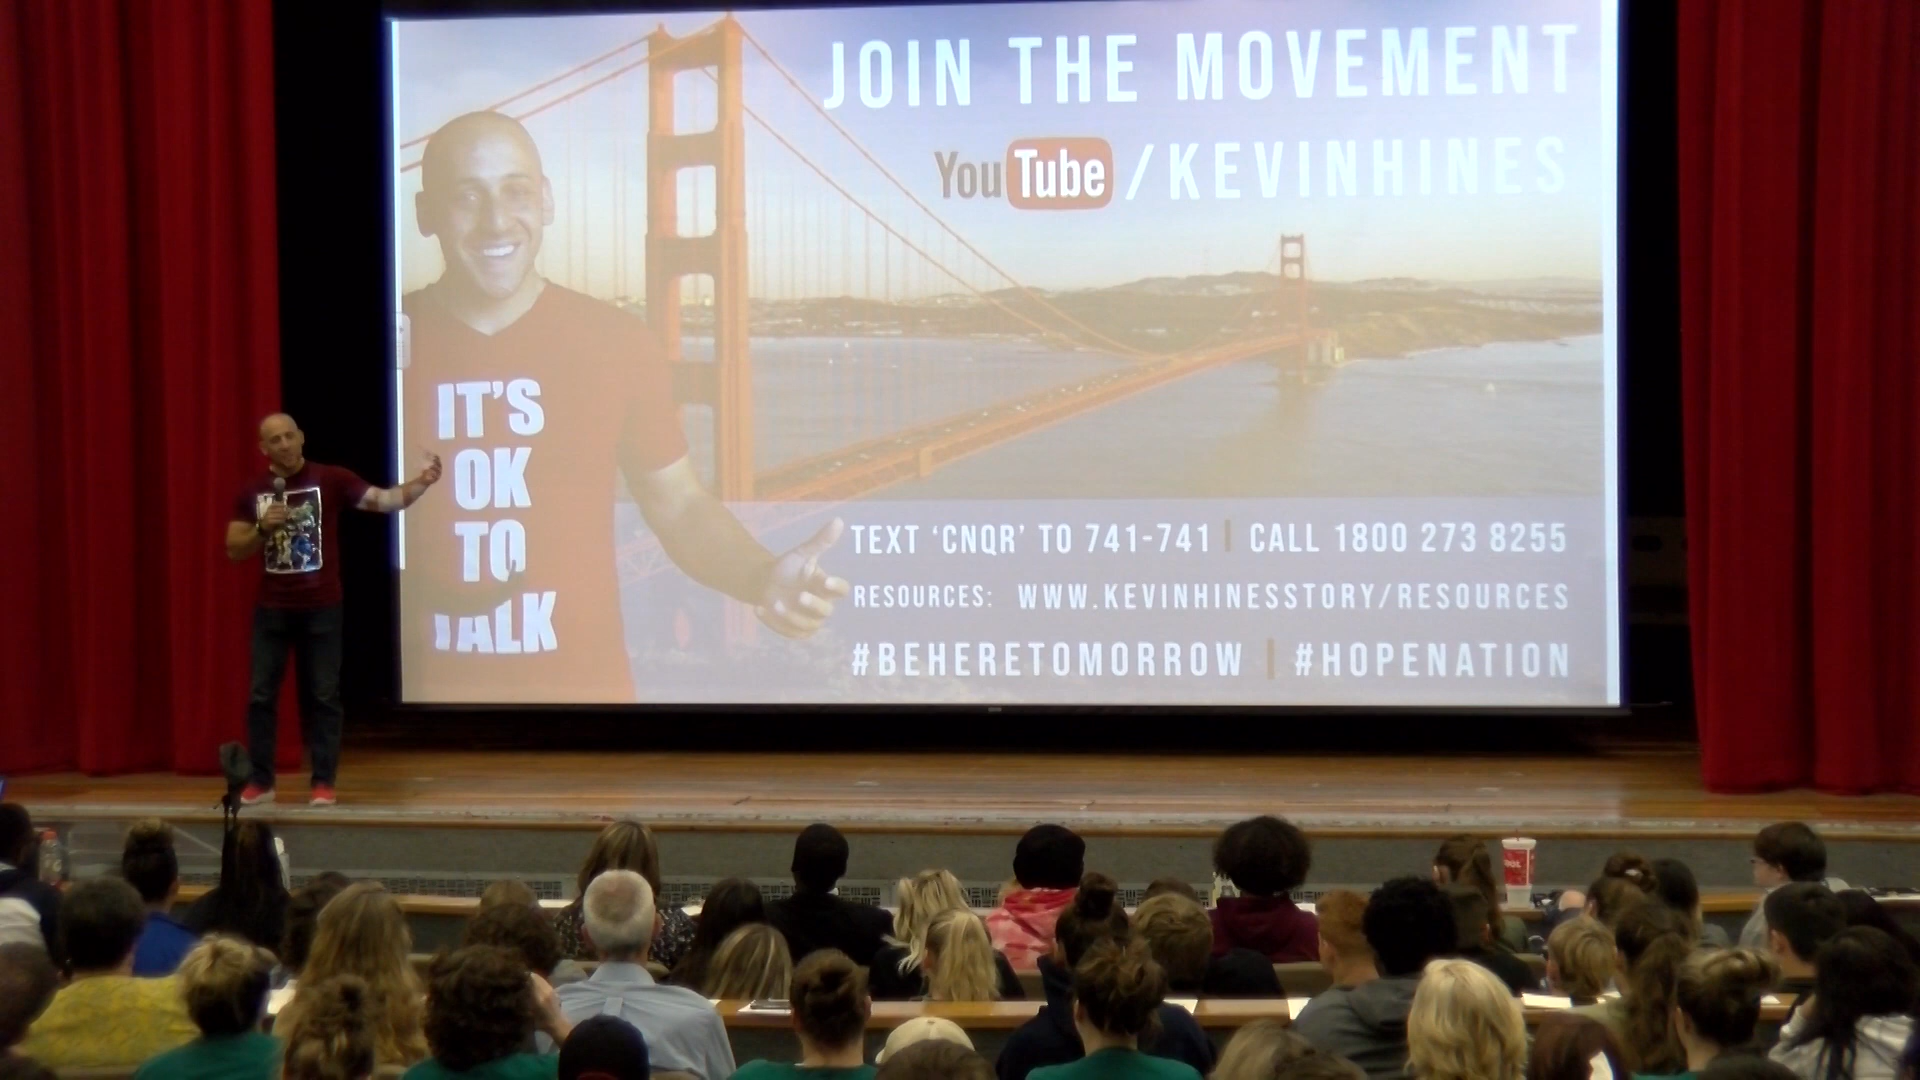 JOIN THE MOVEMENT
YouTube /KEVINHINES
IT'S
OK
TO
TALK
TEXT 'CNQR' TO 741-741 | CALL 1800 273 8255
RESOURCES: WWW.KEVINHINESSTORY/RESOURCES
#BEHERETOMORROW | #HOPENATION